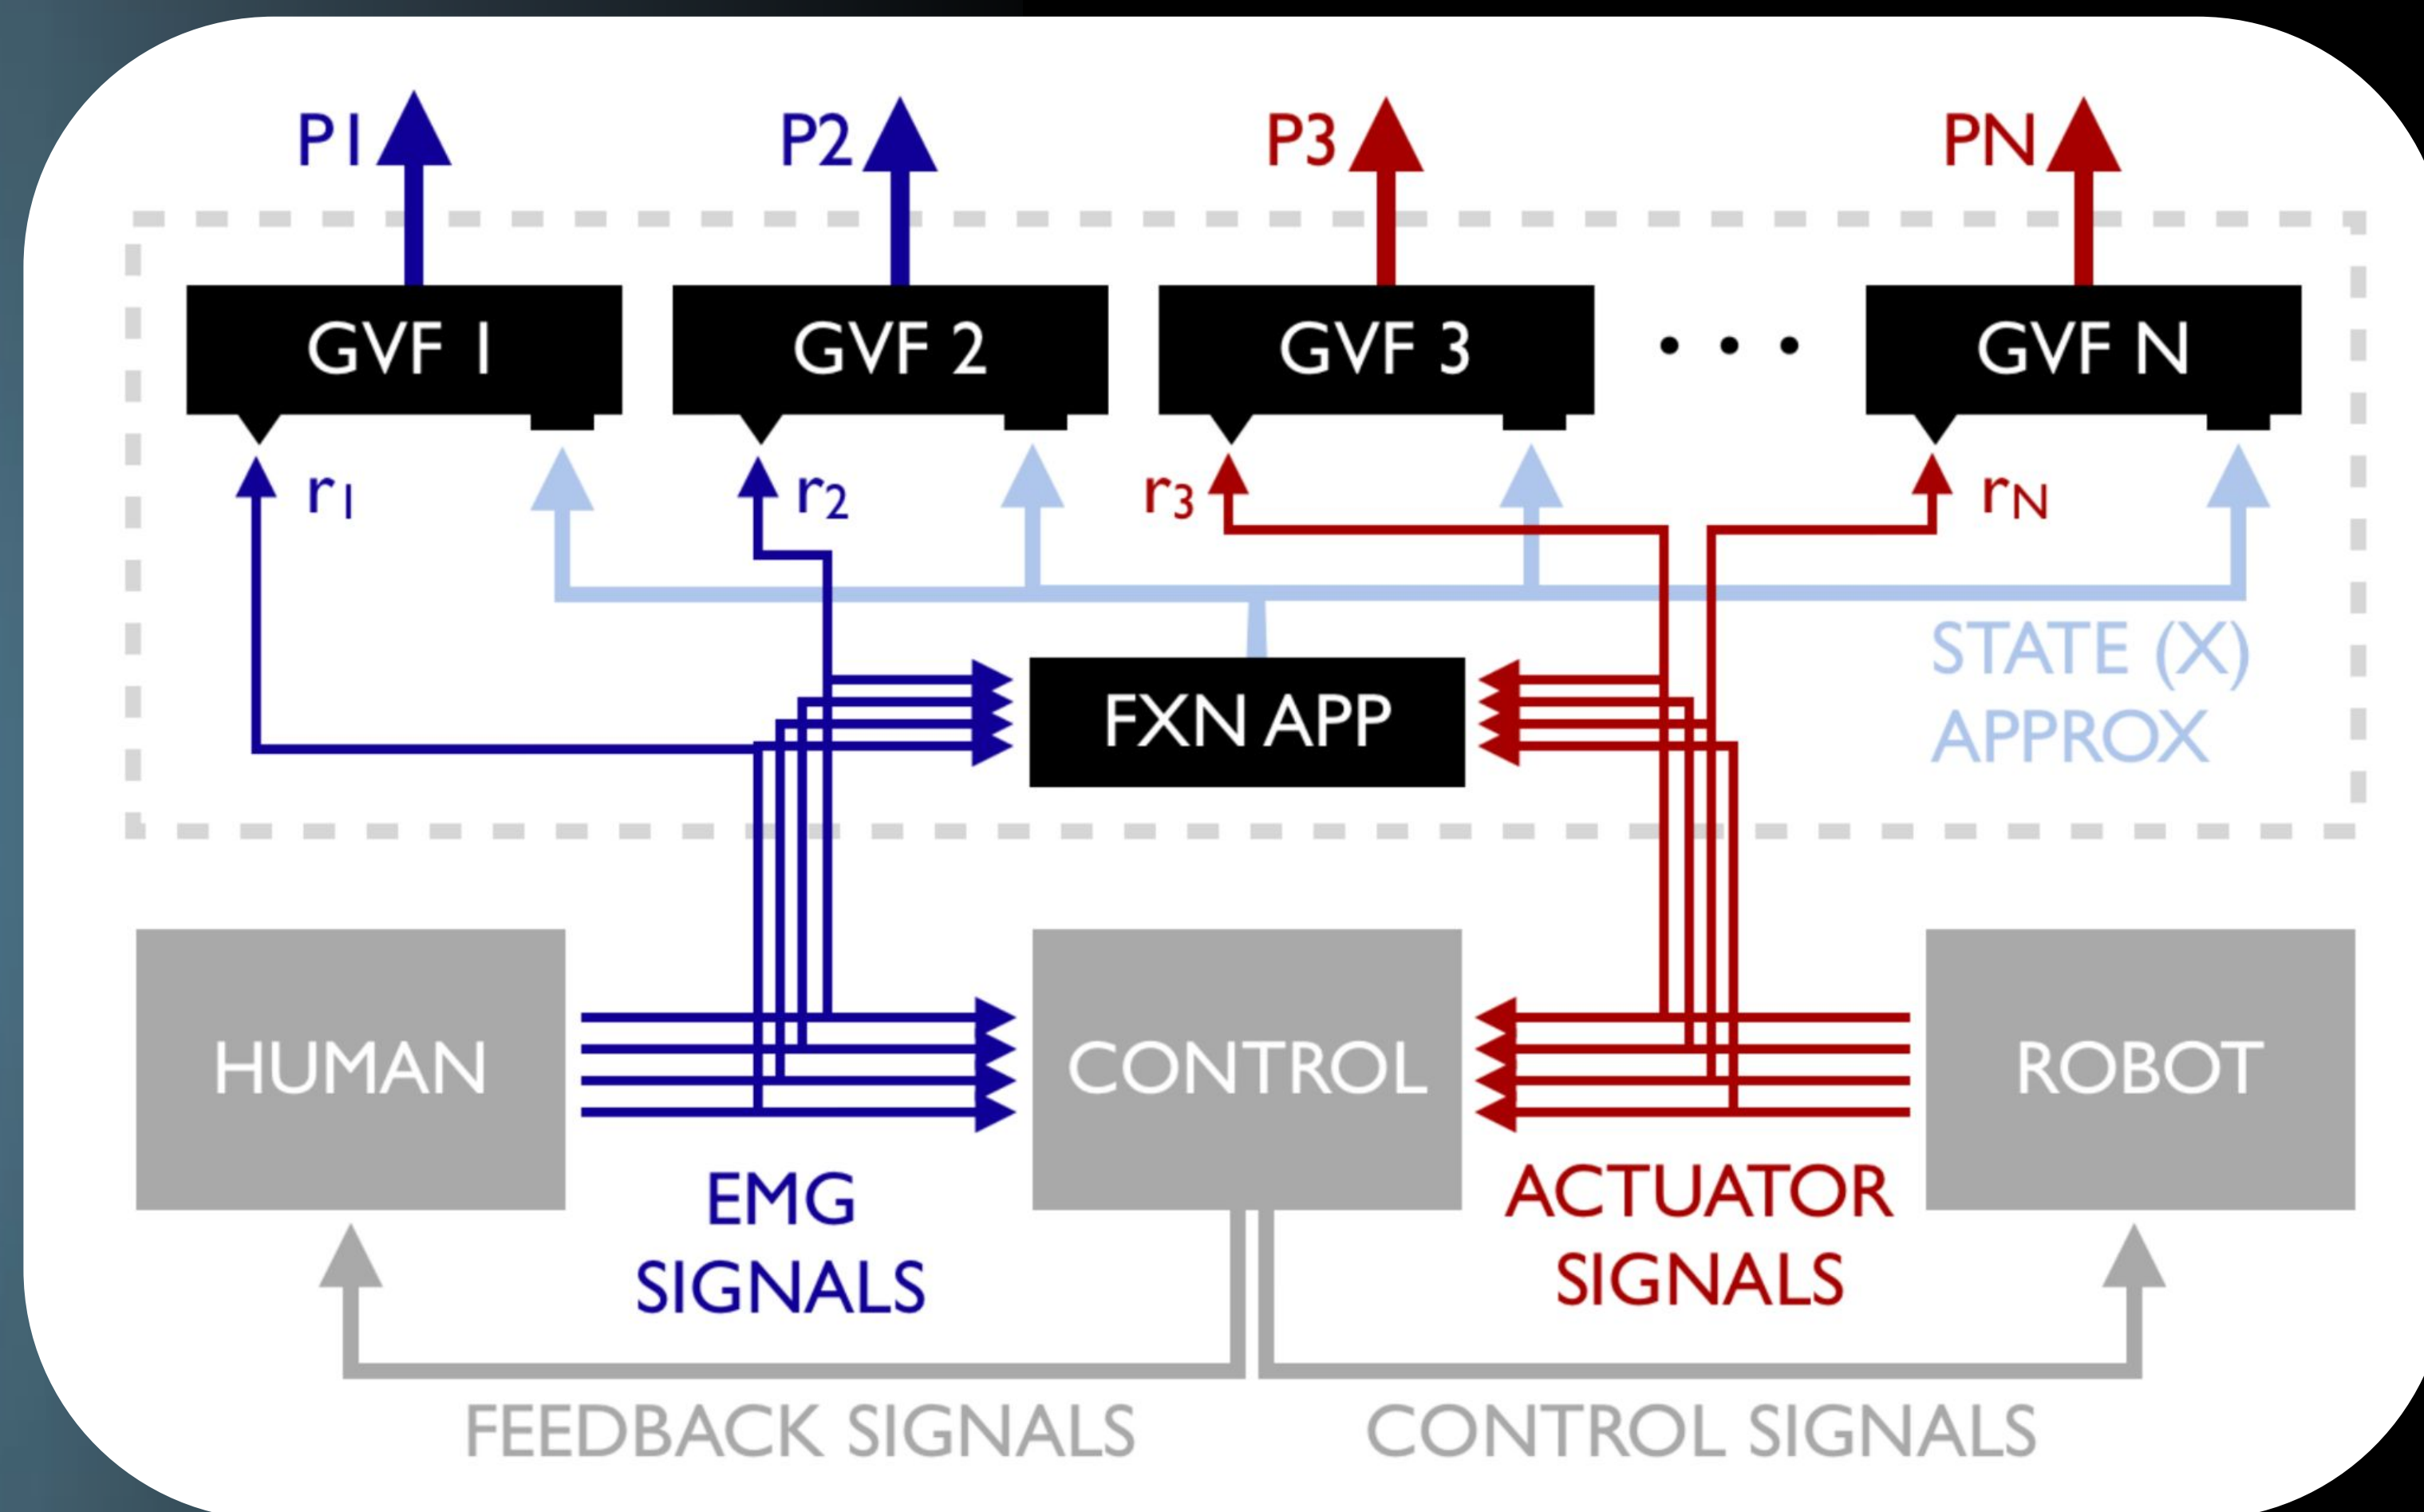 P1
P2
P3
PN
GVF 1
GVF 2
GVF 3
• • •
GVF N
r1
r2
r3
rN
STATE (X)
APPROX
FXN APP
HUMAN
CONTROL
ROBOT
EMG
SIGNALS
ACTUATOR
SIGNALS
FEEDBACK SIGNALS
CONTROL SIGNALS